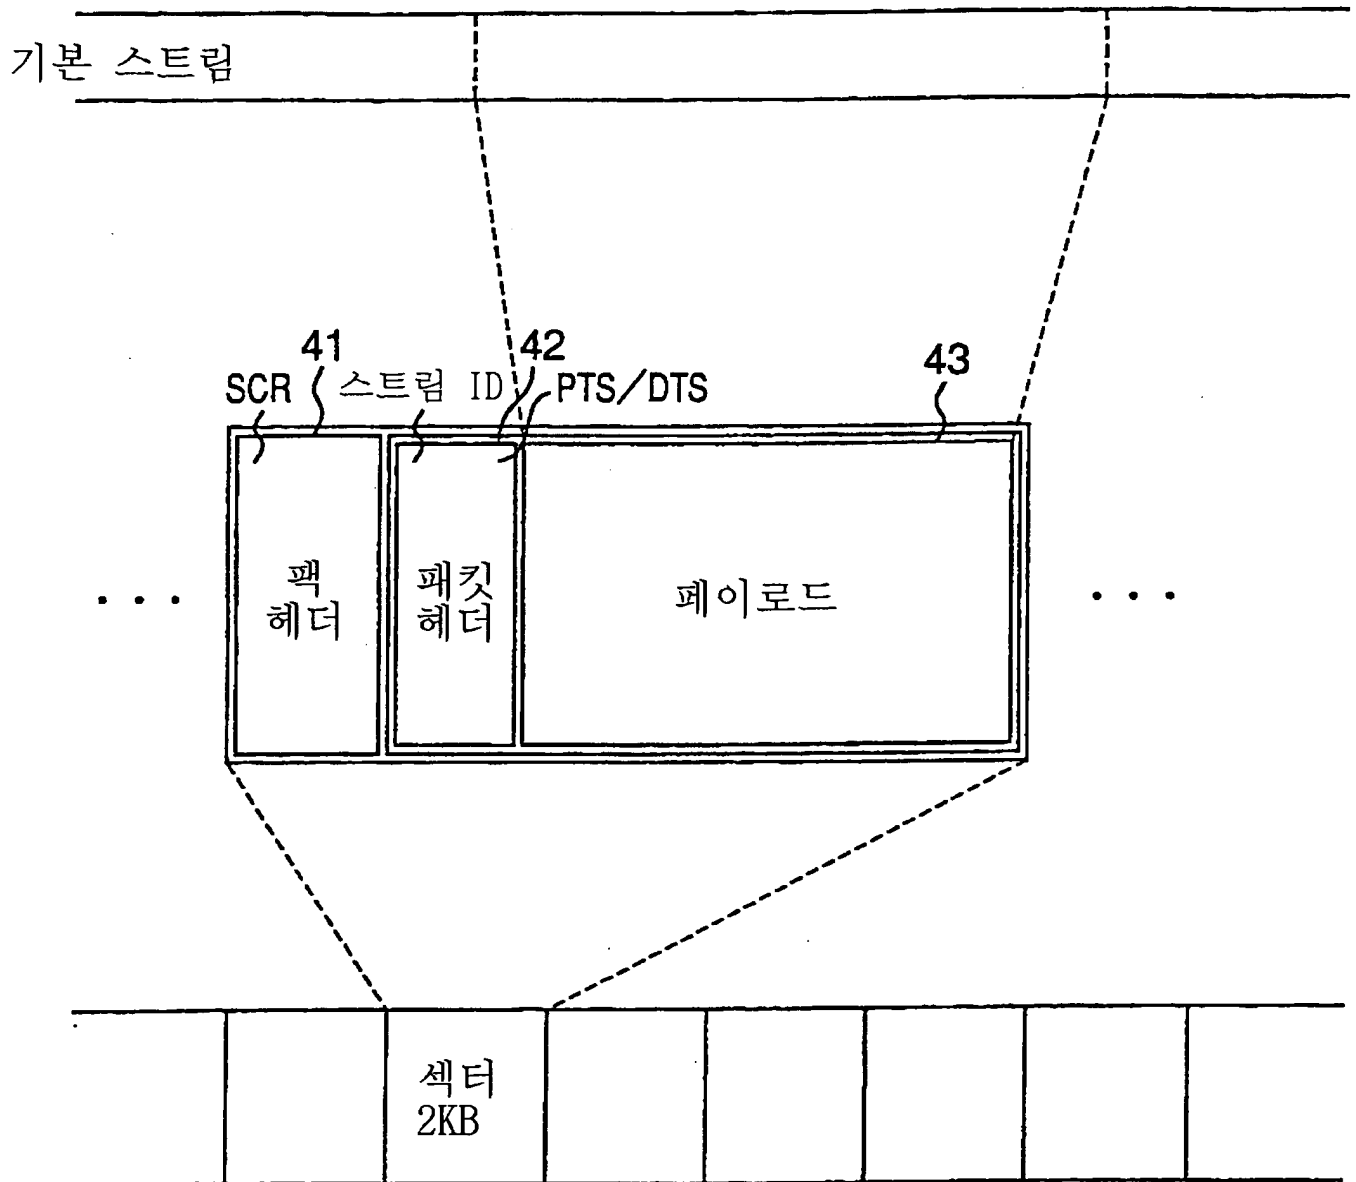 기본 스트림
41
42
43
SCR
스트림 ID
PTS/DTS
팩
헤더
패킷
헤더
페이로드
• • •
• • •
섹터
2KB